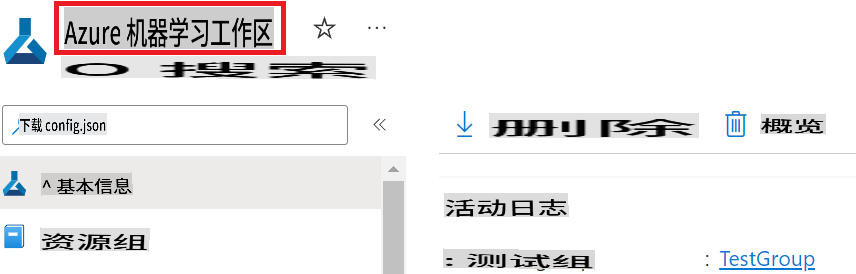 Azure 机器学习工作区
搜索
下载 config.json
删除
概览
^ 基本信息
资源组
活动日志
: 测试组 : TestGroup